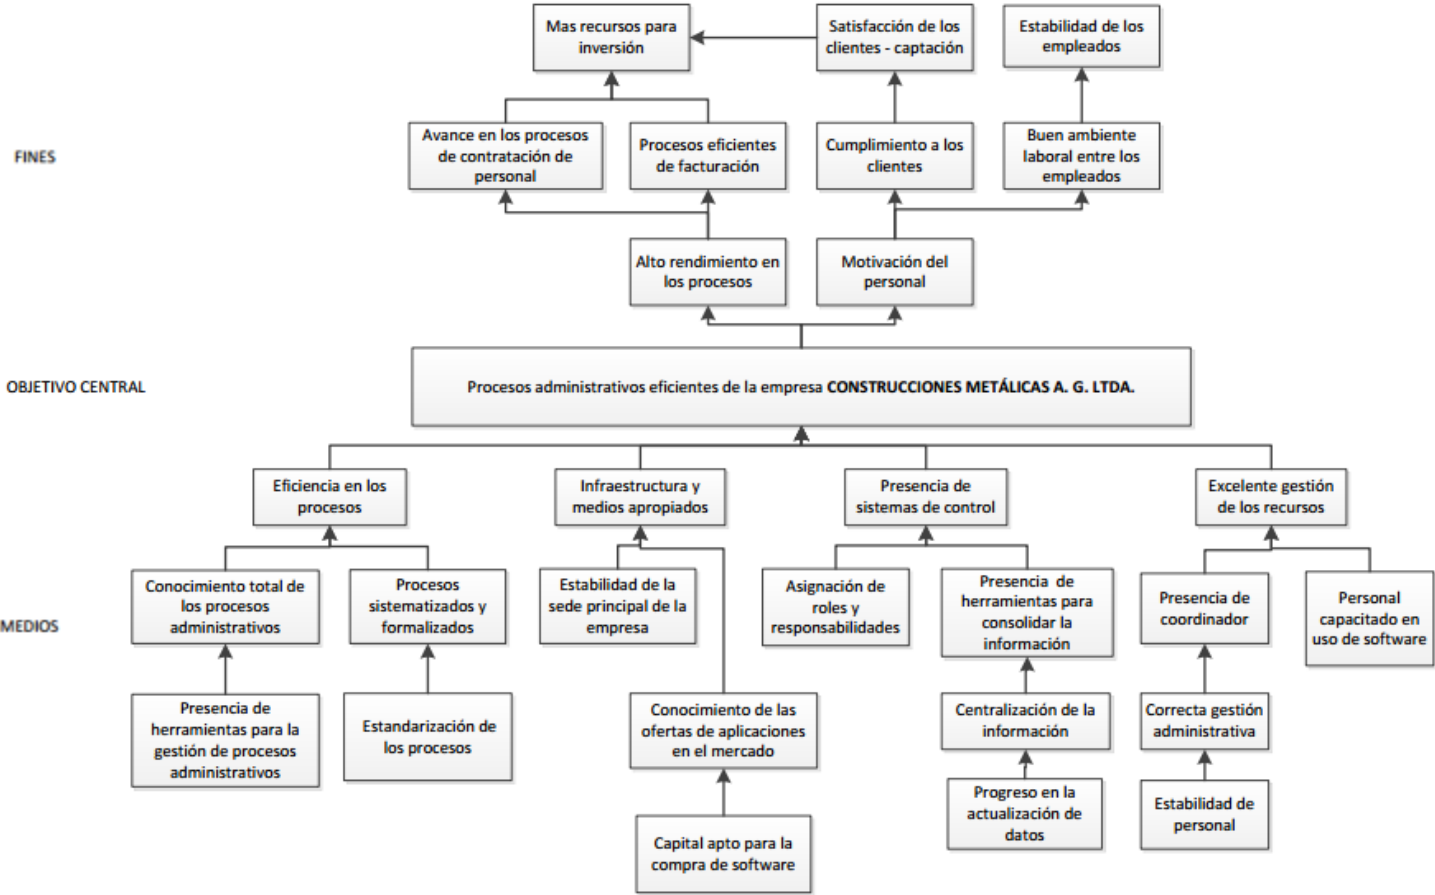 Mas recursos para
inversión
Satisfacción de los
clientes - captación
Estabilidad de los
empleados
FINES
Avance en los procesos
de contratación de
personal
Procesos eficientes
de facturación
Cumplimiento a los
clientes
Buen ambiente
laboral entre los
empleados
Alto rendimiento en
los procesos
Motivación del
personal
OBJETIVO CENTRAL
Procesos administrativos eficientes de la empresa CONSTRUCCIONES METÁLICAS A. G. LTDA.
Eficiencia en los
procesos
Infraestructura y
medios apropiados
Presencia de
sistemas de control
Excelente gestión
de los recursos
MEDIOS
Conocimiento total de
los procesos
administrativos
Procesos
sistematizados y
formalizados
Estabilidad de la
sede principal de la
empresa
Asignación de
roles y
responsabilidades
Presencia de
herramientas para
consolidar la
información
Presencia de
coordinador
Personal
capacitado en
uso de software
Presencia de
herramientas para la
gestión de procesos
administrativos
Estandarización de
los procesos
Conocimiento de las
ofertas de aplicaciones
en el mercado
Centralización de la
información
Correcta gestión
administrativa
Capital apto para la
compra de software
Progreso en la
actualización de
datos
Estabilidad de
personal